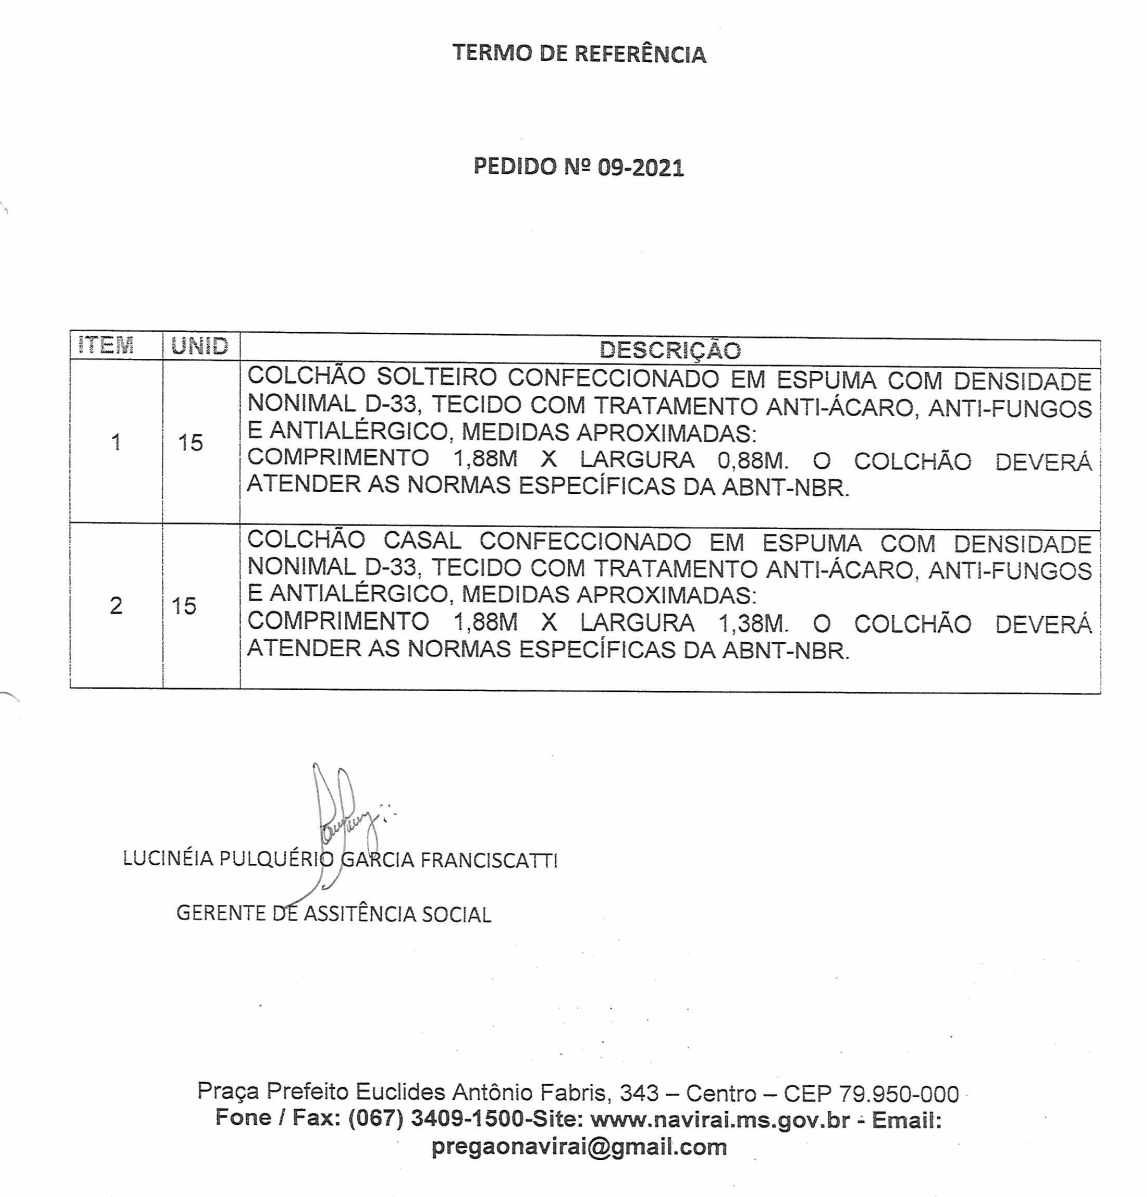 TERMO DE REFERÊNCIA
PEDIDO Nº 09-2021
ITEM UNID DESCRIÇÃO
COLCHÃO SOLTEIRO CONFECCIONADO EM ESPUMA COM DENSIDADE
NONIMAL D-33, TECIDO COM TRATAMENTO ANTI-ÁCARO, ANTI-FUNGOS
E ANTIALÉRGICO, MEDIDAS APROXIMADAS:
1 15
COMPRIMENTO 1,88M X LARGURA 0,88M. O COLCHÃO DEVERÁ
ATENDER AS NORMAS ESPECÍFICAS DA ABNT-NBR.
COLCHÃO CASAL CONFECCIONADO EM ESPUMA COM DENSIDADE
NONIMAL D-33, TECIDO COM TRATAMENTO ANTI-ÁCARO, ANTI-FUNGOS
E ANTIALÉRGICO, MEDIDAS APROXIMADAS:
2 15
COMPRIMENTO 1,88M X LARGURA 1,38M. O COLCHÃO DEVERÁ
ATENDER AS NORMAS ESPECÍFICAS DA ABNT-NBR.
LUCINÉIA PULQUÉRIO GARCIA FRANCISCATTI
GERENTE DE ASSITÊNCIA SOCIAL
Praça Prefeito Euclides Antônio Fabris, 343 – Centro – CEP 79.950-000
Fone / Fax: (067) 3409-1500-Site: www.navirai.ms.gov.br - Email:
pregaonavirai@gmail.com